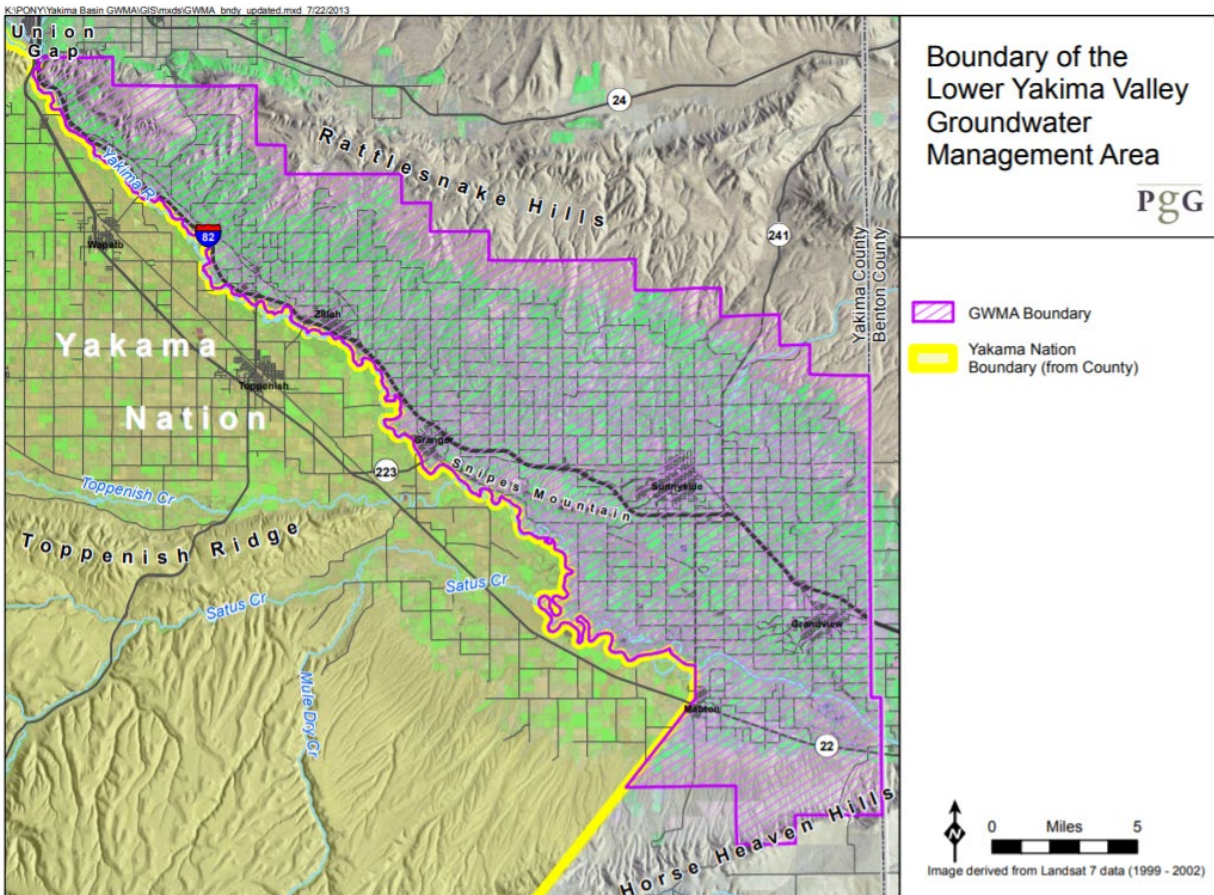 K:\PONY\Yakima Basin GWMA\GIS\mxds\GWMA_bndy_updated.mxd 7/22/2013
Union
Gap
24
Rattlesnake Hills
Yakima R
Wapato
82
241
Yakima County
Benton County
Zillah
Yakama
Nation
Toppenish
Granger
223
Snipes Mountain
Sunnyside
Toppenish Cr
Toppenish Ridge
Satus Cr
Satus Cr
Mule Dry Cr
Grandview
Mabton
22
Horse Heaven Hills
Boundary of the
Lower Yakima Valley
Groundwater
Management Area
PgG
GWMA Boundary
Yakama Nation
Boundary (from County)
N
0 Miles 5
Image derived from Landsat 7 data (1999 - 2002)